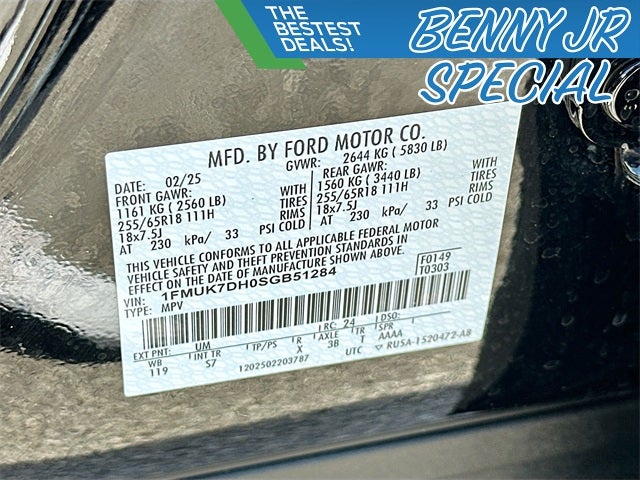 THE
BESTEST
DEALS!
BENNY JR
SPECIAL
MFD. BY FORD MOTOR CO.
DATE: 02/25 GVWR: 2644 KG ( 5830 LB)
FRONT GAWR: REAR GAWR:
1161 KG ( 2560 LB) WITH 1560 KG ( 3440 LB) WITH
255/65R18 111H TIRES 255/65R18 111H TIRES
18x7.5J RIMS 18x7.5J RIMS
AT 230 kPa/ 33 PSI COLD AT 230 kPa/ 33 PSI COLD
THIS VEHICLE CONFORMS TO ALL APPLICABLE FEDERAL MOTOR
VEHICLE SAFETY AND THEFT PREVENTION STANDARDS IN
EFFECT ON THE DATE OF MANUFACTURE SHOWN ABOVE.
VIN: 1FMUK7DH0SGB51284 F0149
TYPE: MPV T0303
EXT PNT: UM RC: 24 DSO:
WB INT TR TP/PS R AXLE TR SPR
119 S7 X 3B T AAAA
1202502203787 UTC RU5A-1520472-A8